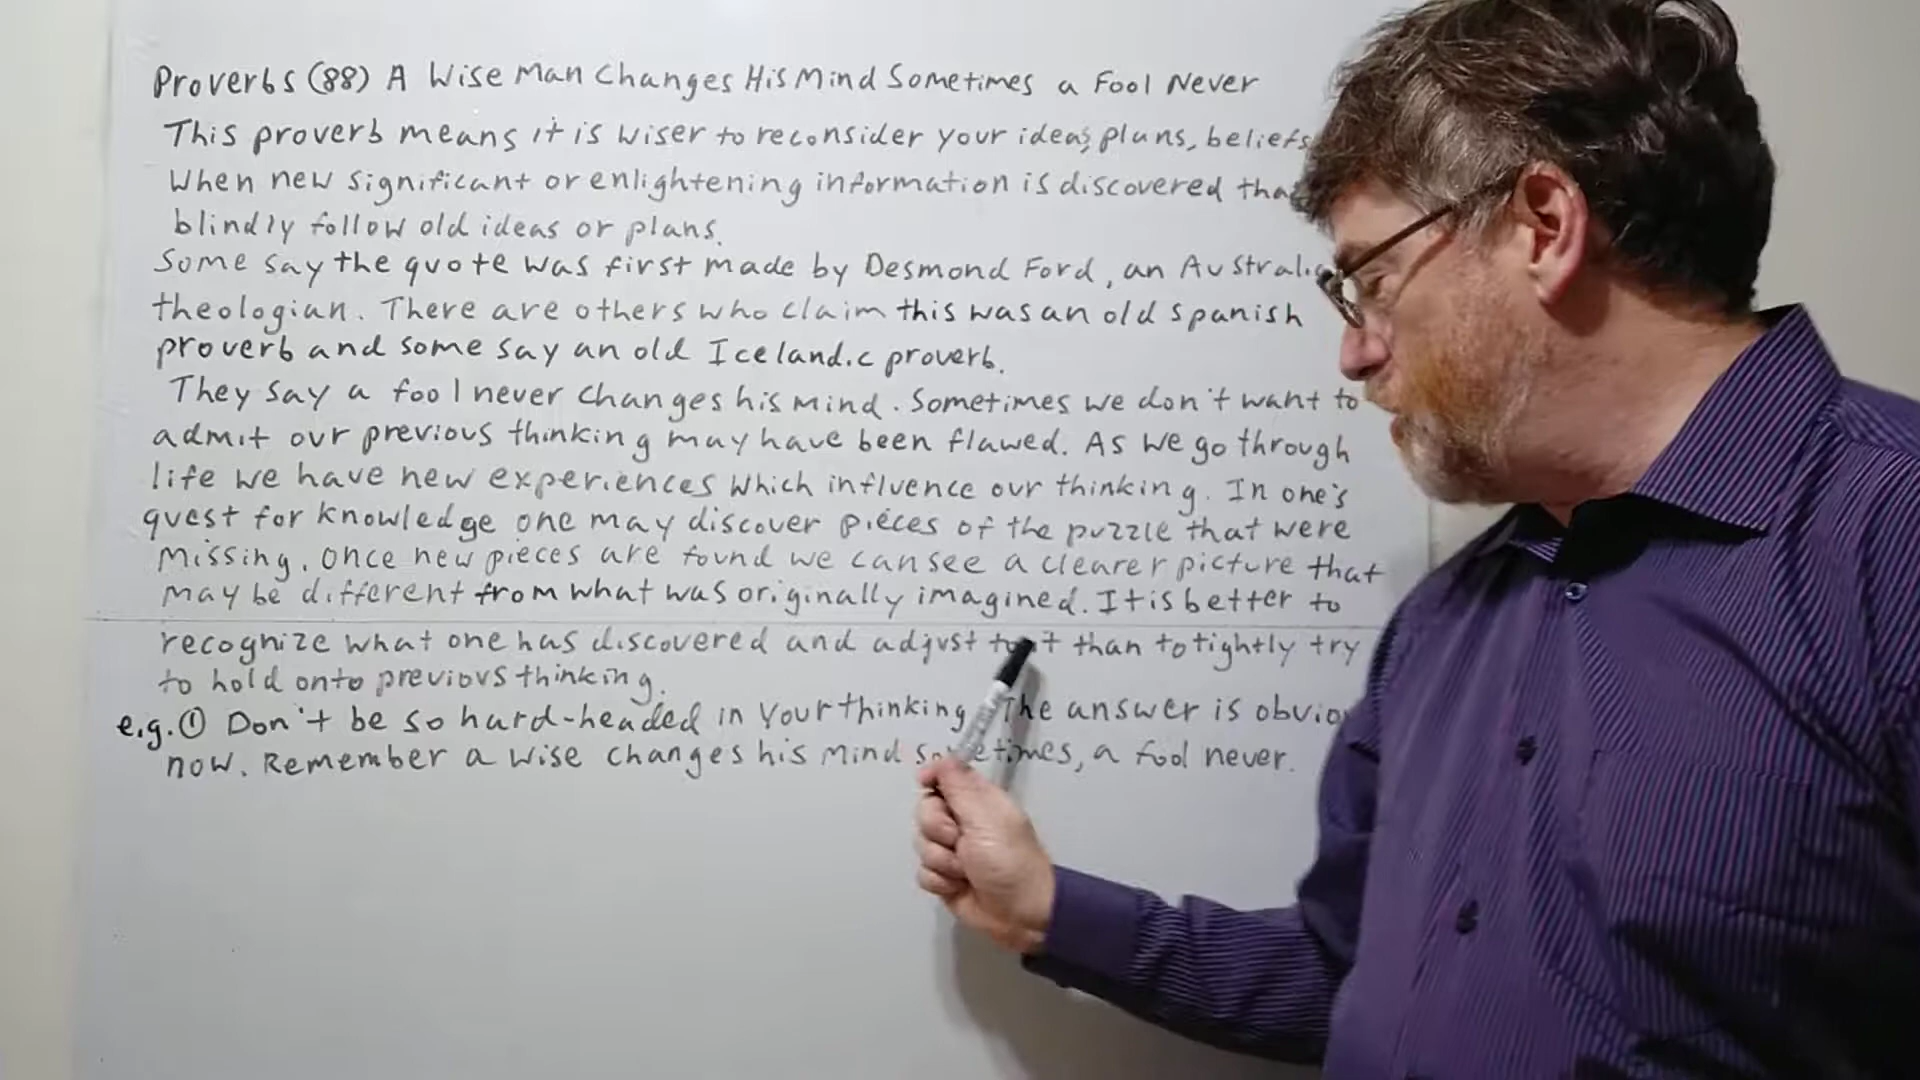 Proverbs (88) A Wise Man Changes His Mind Sometimes a Fool Never
This proverb means it is wiser to reconsider your ideas, plans, beliefs
When new significant or enlightening information is discovered
blindly follow old ideas or plans.
Some say the quote was first made by Desmond Ford, an
theologian. There are others who claim this was an old Spanish
proverb and some say an old Icelandic proverb.
They say a fool never changes his mind. Sometimes we don't want to
admit our previous thinking may have been flawed. As we go through
life we have new experiences which influence our thinking. In one's
quest for knowledge one may discover pieces of the puzzle that were
missing. Once new pieces are found we can see a clearer picture that
may be different from what was originally imagined. It is better to
recognize what one has discovered and adjust to it than to tightly try
to hold onto previous thinking.
e.g. ① Don't be so hard-headed in your thinking The answer is
now. Remember a wise changes his mind sometimes, a fool never.